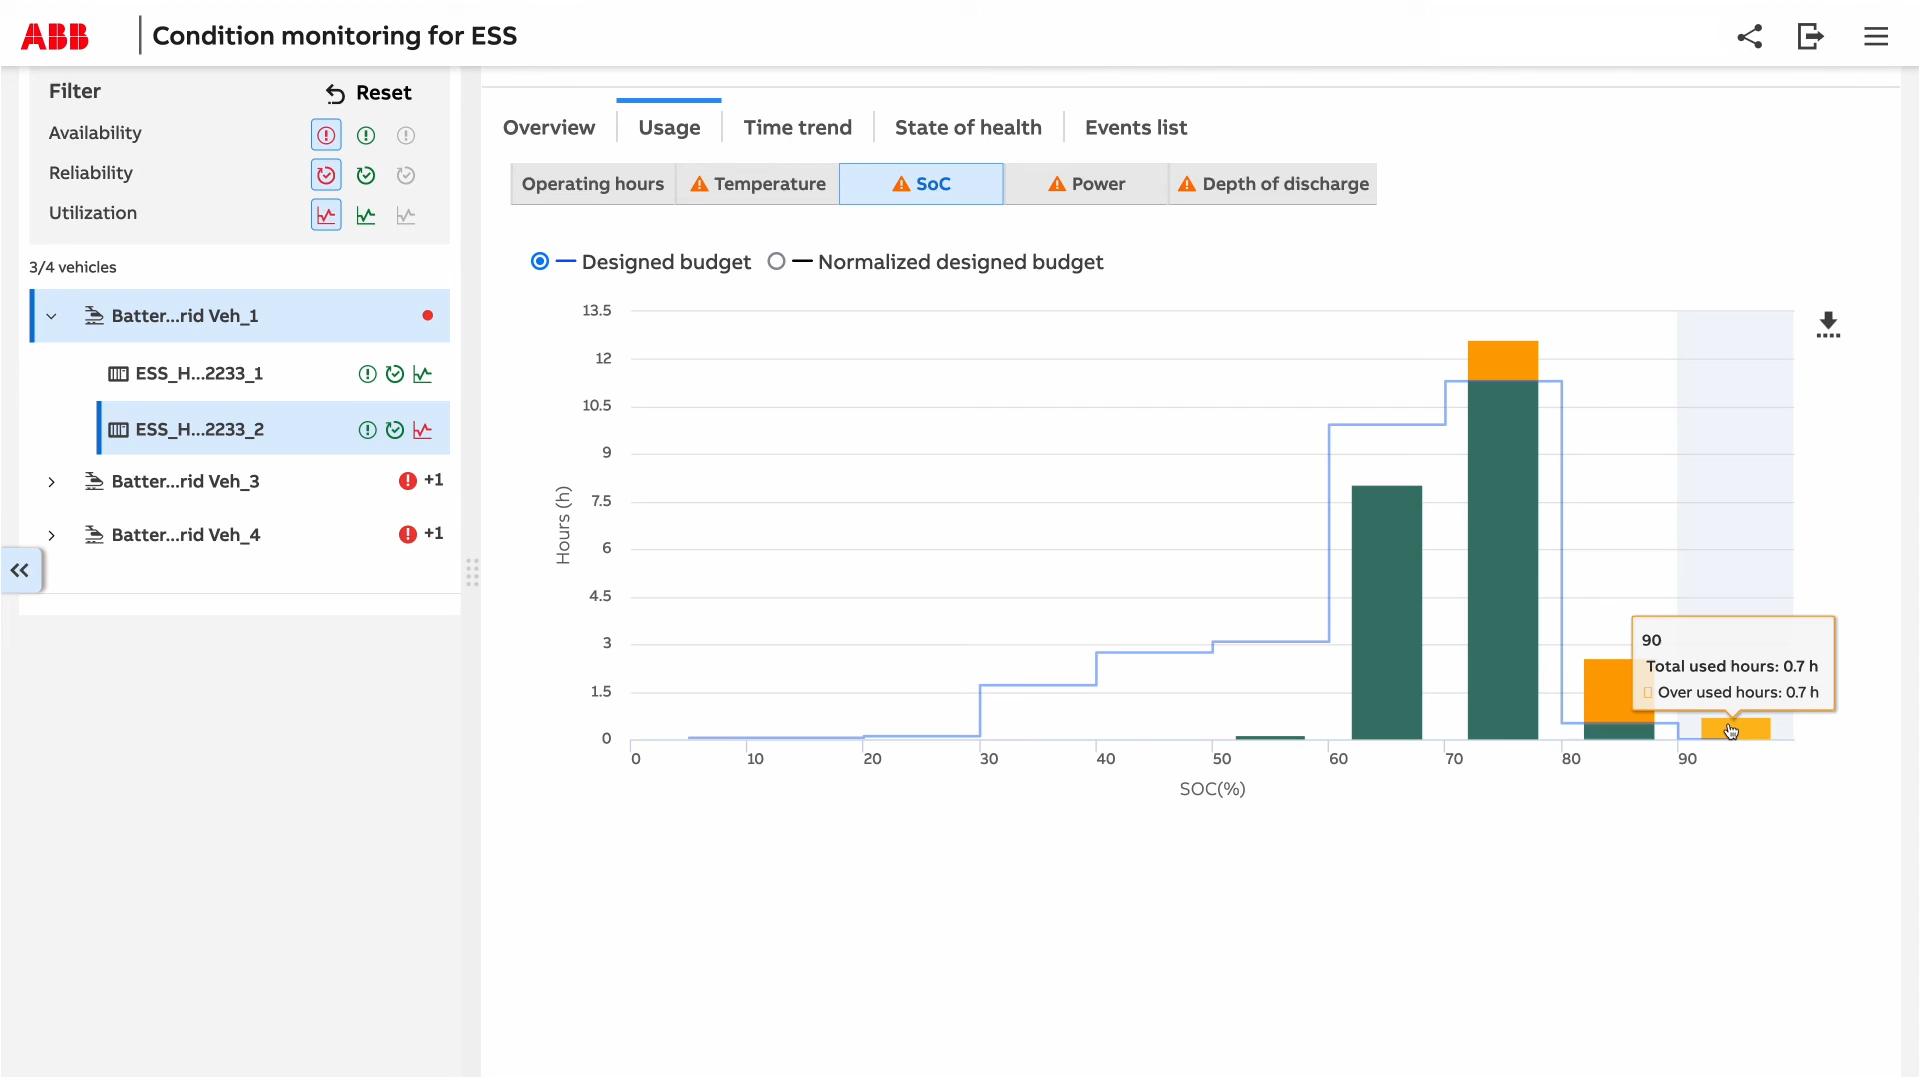 ABB
Condition monitoring for ESS
Filter
Reset
Availability
Reliability
Utilization
3/4 vehicles
Batter...rid Veh_1
ESS_H...2233_1
ESS_H...2233_2
Batter...rid Veh_3
+1
Batter...rid Veh_4
+1
Overview
Usage
Time trend
State of health
Events list
Operating hours
Temperature
SoC
Power
Depth of discharge
Designed budget
Normalized designed budget
13.5
12
10.5
9
7.5
6
4.5
3
1.5
0
Hours (h)
0
10
20
30
40
50
60
70
80
90
SOC(%)
90
Total used hours: 0.7 h
Over used hours: 0.7 h